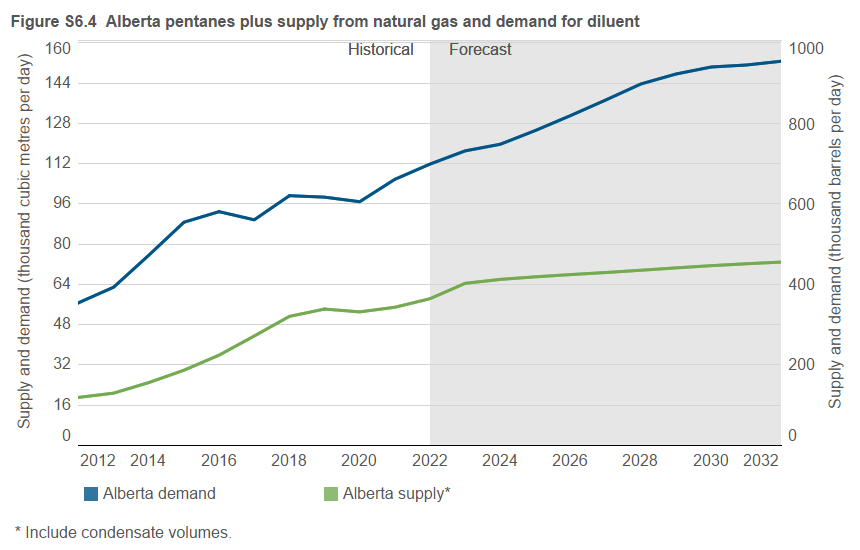 Figure S6.4  Alberta pentanes plus supply from natural gas and demand for diluent
Historical
Forecast
Supply and demand (thousand cubic metres per day)
160
144
128
112
96
80
64
48
32
16
0
1000
800
600
400
200
0
Supply and demand (thousand barrels per day)
2012 2014 2016 2018 2020 2022 2024 2026 2028 2030 2032
Alberta demand
Alberta supply*
* Include condensate volumes.